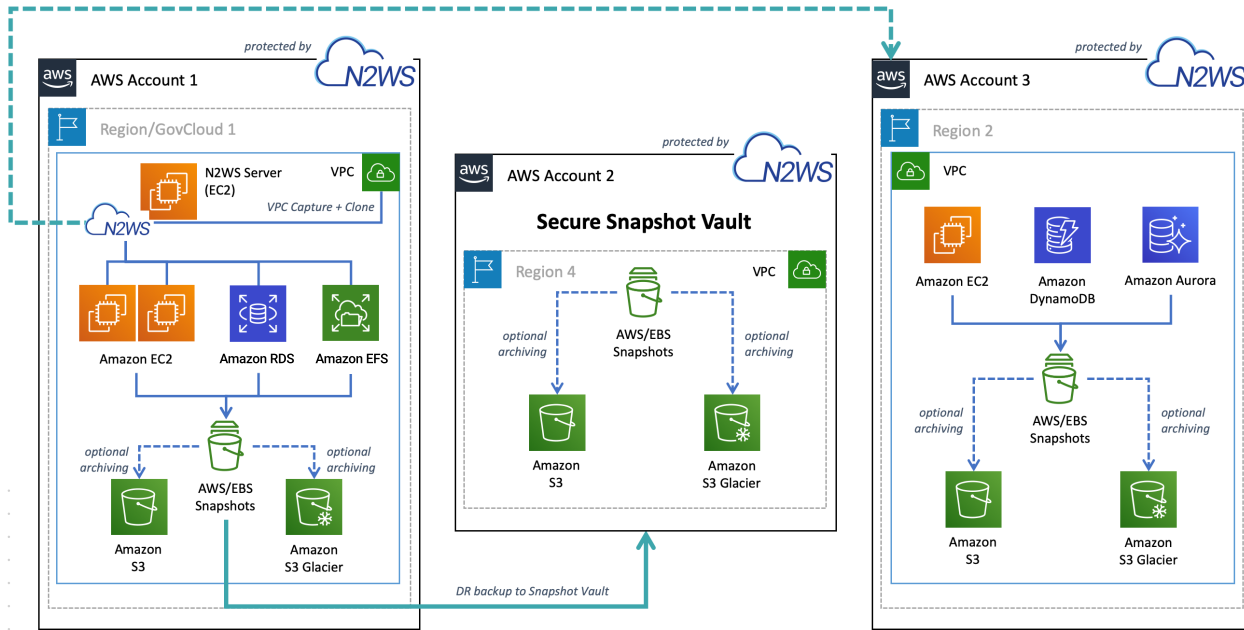 protected by
N2WS
aws
AWS Account 1
Region/GovCloud 1
N2WS Server
(EC2)
VPC
VPC Capture + Clone
N2WS
Amazon EC2
Amazon RDS
Amazon EFS
optional
archiving
optional
archiving
AWS/EBS
Snapshots
Amazon
S3
Amazon
S3 Glacier
DR backup to Snapshot Vault
protected by
N2WS
aws
AWS Account 2
Secure Snapshot Vault
Region 4
VPC
optional
archiving
AWS/EBS
Snapshots
optional
archiving
Amazon
S3
Amazon
S3 Glacier
protected by
N2WS
aws
AWS Account 3
Region 2
VPC
Amazon EC2
Amazon
DynamoDB
Amazon Aurora
optional
archiving
AWS/EBS
Snapshots
optional
archiving
Amazon
S3
Amazon
S3 Glacier